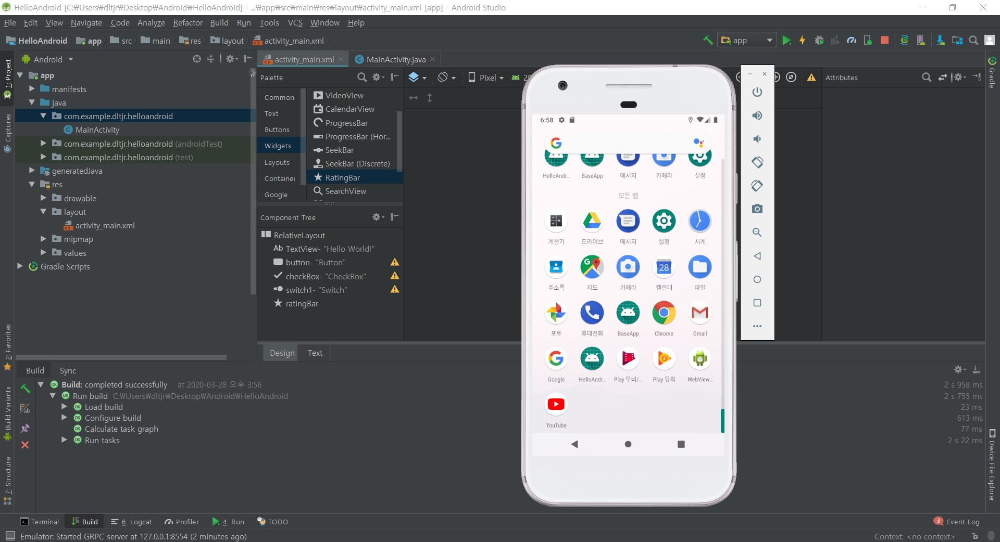 HelloAndroid [C:₩Users₩dltjr₩Desktop₩Android₩HelloAndroid] - ...₩app₩src₩main₩res₩layout₩activity_main.xml [app] - Android Studio
File Edit View Navigate Code Analyze Refactor Build Run Tools VCS Window Help
HelloAndroid app src main res layout activity_main.xml
app
1: Project
Captures
2: Favorites
Build Variants
7: Structure
Android
app
manifests
java
com.example.dltjr.helloandroid
MainActivity
com.example.dltjr.helloandroid (androidTest)
com.example.dltjr.helloandroid (test)
generatedJava
res
drawable
layout
activity_main.xml
mipmap
values
Gradle Scripts
activity_main.xml MainActivity.java
Palette
Common
Text
Buttons
Widgets
Layouts
Container
Google
VideoView
CalendarView
ProgressBar
ProgressBar (Hor...
SeekBar
SeekBar (Discrete)
RatingBar
SearchView
Component Tree
RelativeLayout
Ab TextView- "Hello World!"
button- "Button"
checkBox- "CheckBox"
switch1- "Switch"
ratingBar
Design Text
Pixel 28
Attributes
Gradle
Device File Explorer
6:58
HelloAndr... BaseApp 메시지 카메라 설정
모든 앱
계산기 드라이브 메시지 설정 시계
28
주소록 지도 카메라 캘린더 파일
포토 휴대전화 BaseApp Chrome Gmail
Google HelloAndr... Play 무비/... Play 뮤직 WebView...
YouTube
Build Sync
Build: completed successfully at 2020-03-28 오후 3:56 2 s 958 ms
Run build C:₩Users₩dltjr₩Desktop₩Android₩HelloAndroid 2 s 755 ms
Load build 23 ms
Configure build 613 ms
Calculate task graph 77 ms
Run tasks 2 s 22 ms
Terminal Build 6: Logcat Profiler 4: Run TODO 3 Event Log
Emulator: Started GRPC server at 127.0.0.1:8554 (2 minutes ago) Context: <no context>